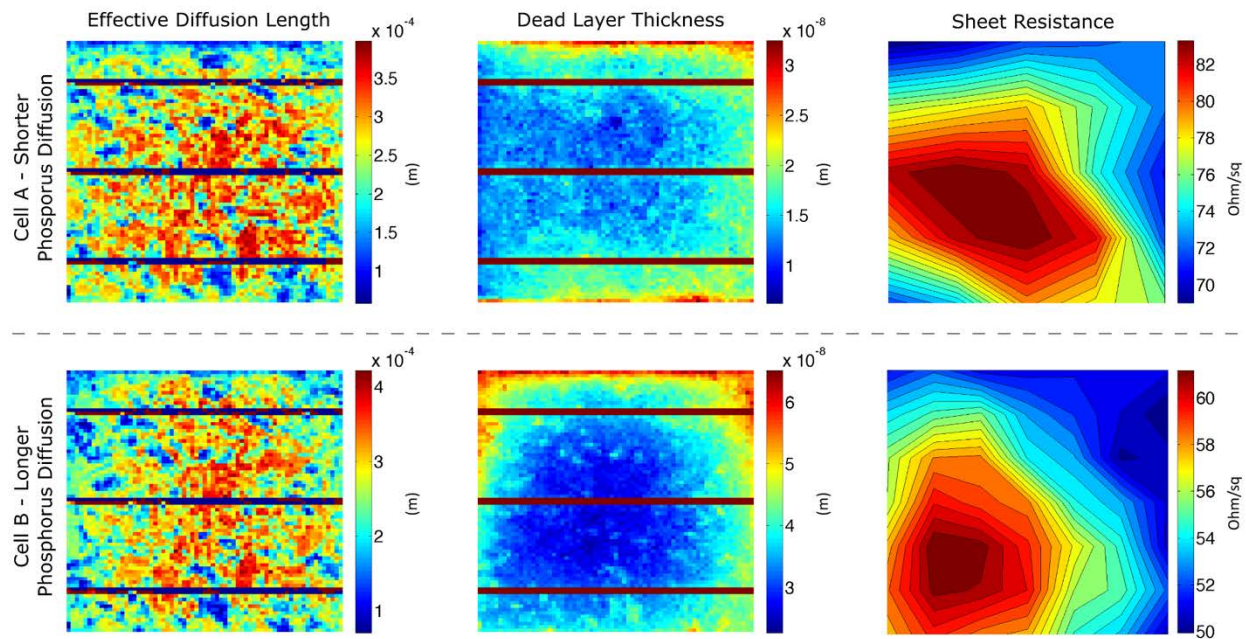 Effective Diffusion Length
Dead Layer Thickness
Sheet Resistance
Cell A - Shorter
Phosporus Diffusion
x 10⁻⁴
3.5
3
2.5
2
1.5
1
(m)
x 10⁻⁸
3
2.5
2
1.5
1
(m)
82
80
78
76
74
72
70
Ohm/sq
Cell B - Longer
Phosphorus Diffusion
x 10⁻⁴
4
3
2
1
(m)
x 10⁻⁸
6
5
4
3
(m)
60
58
56
54
52
50
Ohm/sq